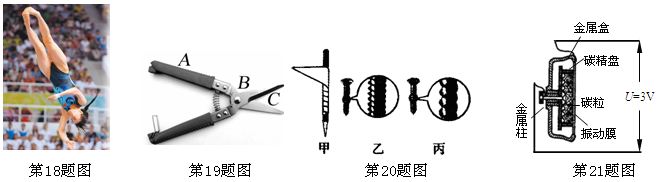 A
B
C
甲 乙 丙
金属盒
碳精盘
碳粒
振动膜
金属柱
U=3V
第18题图 第19题图 第20题图 第21题图